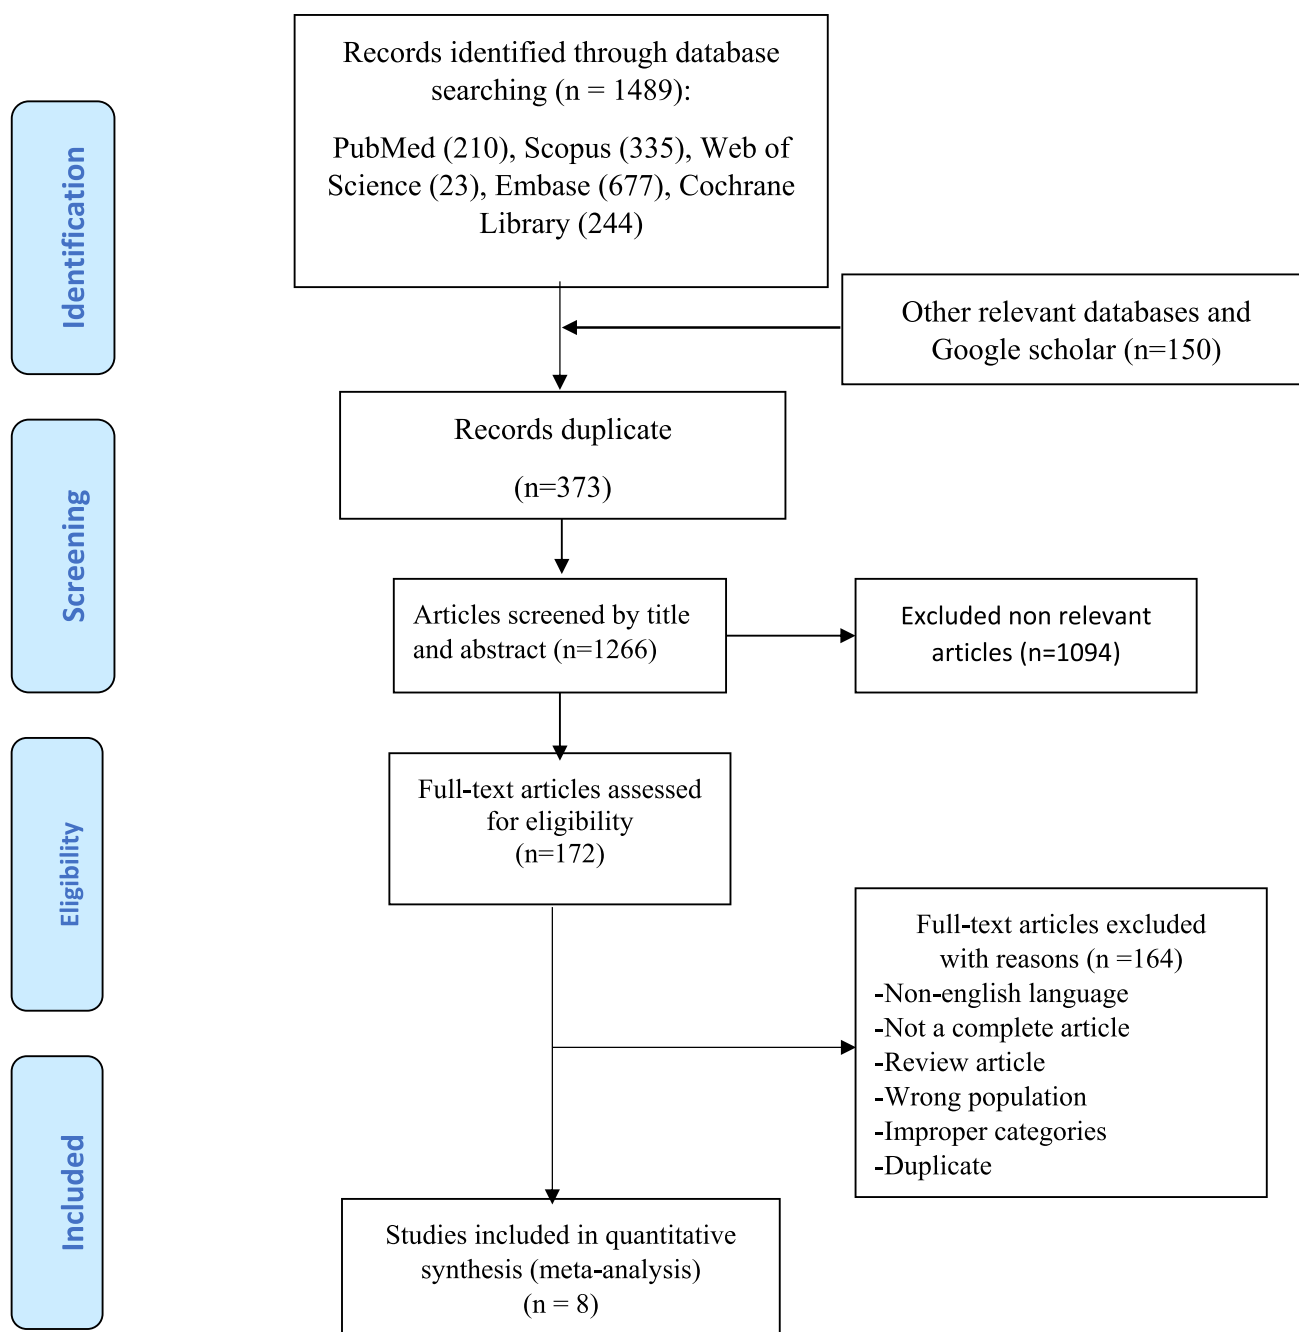 Identification
Records identified through database
searching (n = 1489):
PubMed (210), Scopus (335), Web of
Science (23), Embase (677), Cochrane
Library (244)
Other relevant databases and
Google scholar (n=150)
Screening
Records duplicate
(n=373)
Articles screened by title
and abstract (n=1266)
Excluded non relevant
articles (n=1094)
Eligibility
Full-text articles assessed
for eligibility
(n=172)
Full-text articles excluded
with reasons (n =164)
-Non-english language
-Not a complete article
-Review article
-Wrong population
-Improper categories
-Duplicate
Included
Studies included in quantitative
synthesis (meta-analysis)
(n = 8)